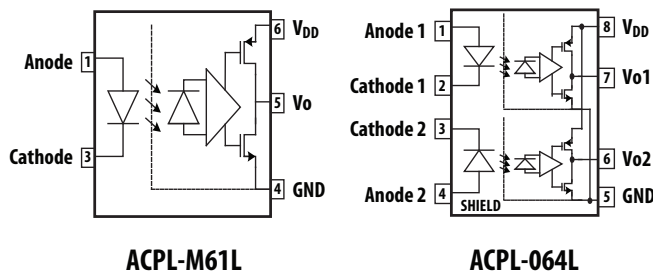 Anode 1
6 VDD
5 Vo
Cathode 3
4 GND
ACPL-M61L
Anode 1 1
8 VDD
Cathode 1 2
7 Vo1
Cathode 2 3
6 Vo2
Anode 2 4
SHIELD
5 GND
ACPL-064L